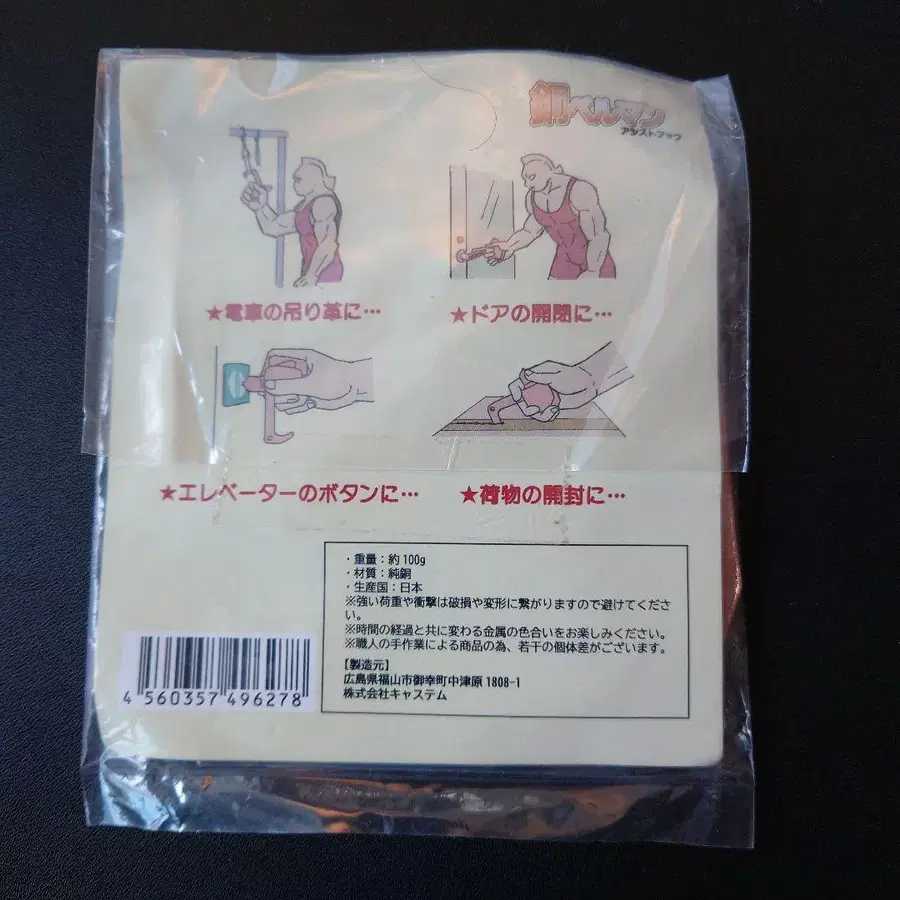 銅ベルマン
アシストフック
★電車の吊り革に…
★ドアの開閉に…
★エレベーターのボタンに…
★荷物の開封に…
・重量：約100g
・材質：純銅
・生産国：日本
※強い荷重や衝撃は破損や変形に繋がりますので避けてくださ
い。
※時間の経過と共に変わる金属の色合いをお楽しみください。
※職人の手作業による商品の為、若干の個体差がございます。
【製造元】
広島県福山市御幸町中津原1808-1
株式会社キャステム
4 560357 496278